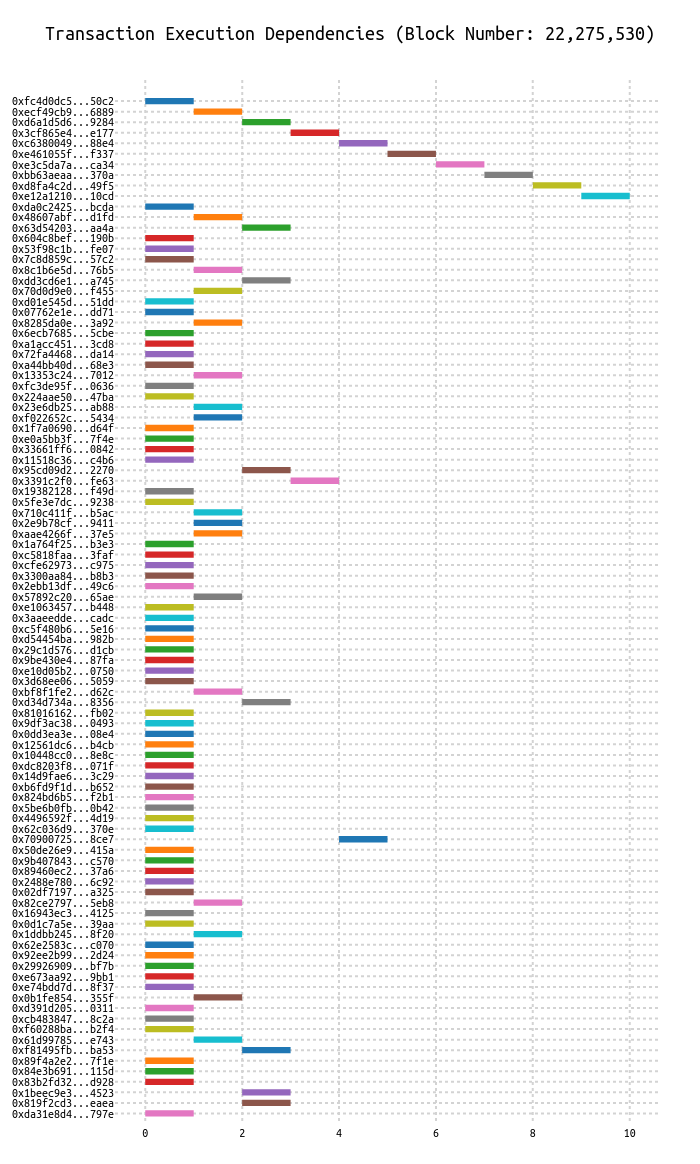 Transaction Execution Dependencies (Block Number: 22,275,530)
0xfc4d0dc5...50c2
0xecf49cb9...6889
0xd6a1d5d6...9284
0x3cf865e4...e177
0xc6380049...88e4
0xe461055f...f337
0xe3c5da7a...ca34
0xbb63aeaa...370a
0xd8fa4c2d...49f5
0xe12a1210...10cd
0xda0c2425...bcda
0x48607abf...d1fd
0x63d54203...aa4a
0x604c8bef...190b
0x53f98c1b...fe07
0x7c8d859c...57c2
0x8c1b6e5d...76b5
0xdd3cd6e1...a745
0x70d0d9e0...f455
0xd01e545d...51dd
0x07762e1e...dd71
0x8285da0e...3a92
0x6ecb7685...5cbe
0xa1acc451...3cd8
0x72fa4468...da14
0xa44bb40d...68e3
0x13353c24...7012
0xfc3de95f...0636
0x224aae50...47ba
0x23e6db25...ab88
0xf022652c...5434
0x1f7a0690...d64f
0xe0a5bb3f...7f4e
0x33661ff6...0842
0x11518c36...c4b6
0x95cd09d2...2270
0x3391c2f0...fe63
0x19382128...f49d
0x5fe3e7dc...9238
0x710c411f...b5ac
0x2e9b78cf...9411
0xaae4266f...37e5
0x1a764f25...b3e3
0xc5818faa...3faf
0xcfe62973...c975
0x3300aa84...b8b3
0x2ebb13df...49c6
0x57892c20...65ae
0xe1063457...b448
0x3aaeedde...cadc
0xc5f480b6...5e16
0xd54454ba...982b
0x29c1d576...d1cb
0x9be430e4...87fa
0xe10d05b2...0750
0x3d68ee06...5059
0xbf8f1fe2...d62c
0xd34d734a...8356
0x81016162...fb02
0x9df3ac38...0493
0x0dd3ea3e...08e4
0x12561dc6...b4cb
0x10448cc0...8e8c
0xdc8203f8...071f
0x14d9fae6...3c29
0xb6fd9f1d...b652
0x824bd6b5...f2b1
0x5be6b0fb...0b42
0x4496592f...4d19
0x62c036d9...370e
0x70900725...8ce7
0x50de26e9...415a
0x9b407843...c570
0x89460ec2...37a6
0x2488e780...6c92
0x02df7197...a325
0x82ce2797...5eb8
0x16943ec3...4125
0x0d1c7a5e...39aa
0x1ddbb245...8f20
0x62e2583c...c070
0x92ee2b99...2d24
0x29926909...bf7b
0xe673aa92...9bb1
0xe74bdd7d...8f37
0x0b1fe854...355f
0xd391d205...0311
0xcb483847...8c2a
0xf60288ba...b2f4
0x61d99785...e743
0xf81495fb...ba53
0x89f4a2e2...7f1e
0x84e3b691...115d
0x83b2fd32...d928
0x1beec9e3...4523
0x819f2cd3...eaea
0xda31e8d4...797e
0 2 4 6 8 10